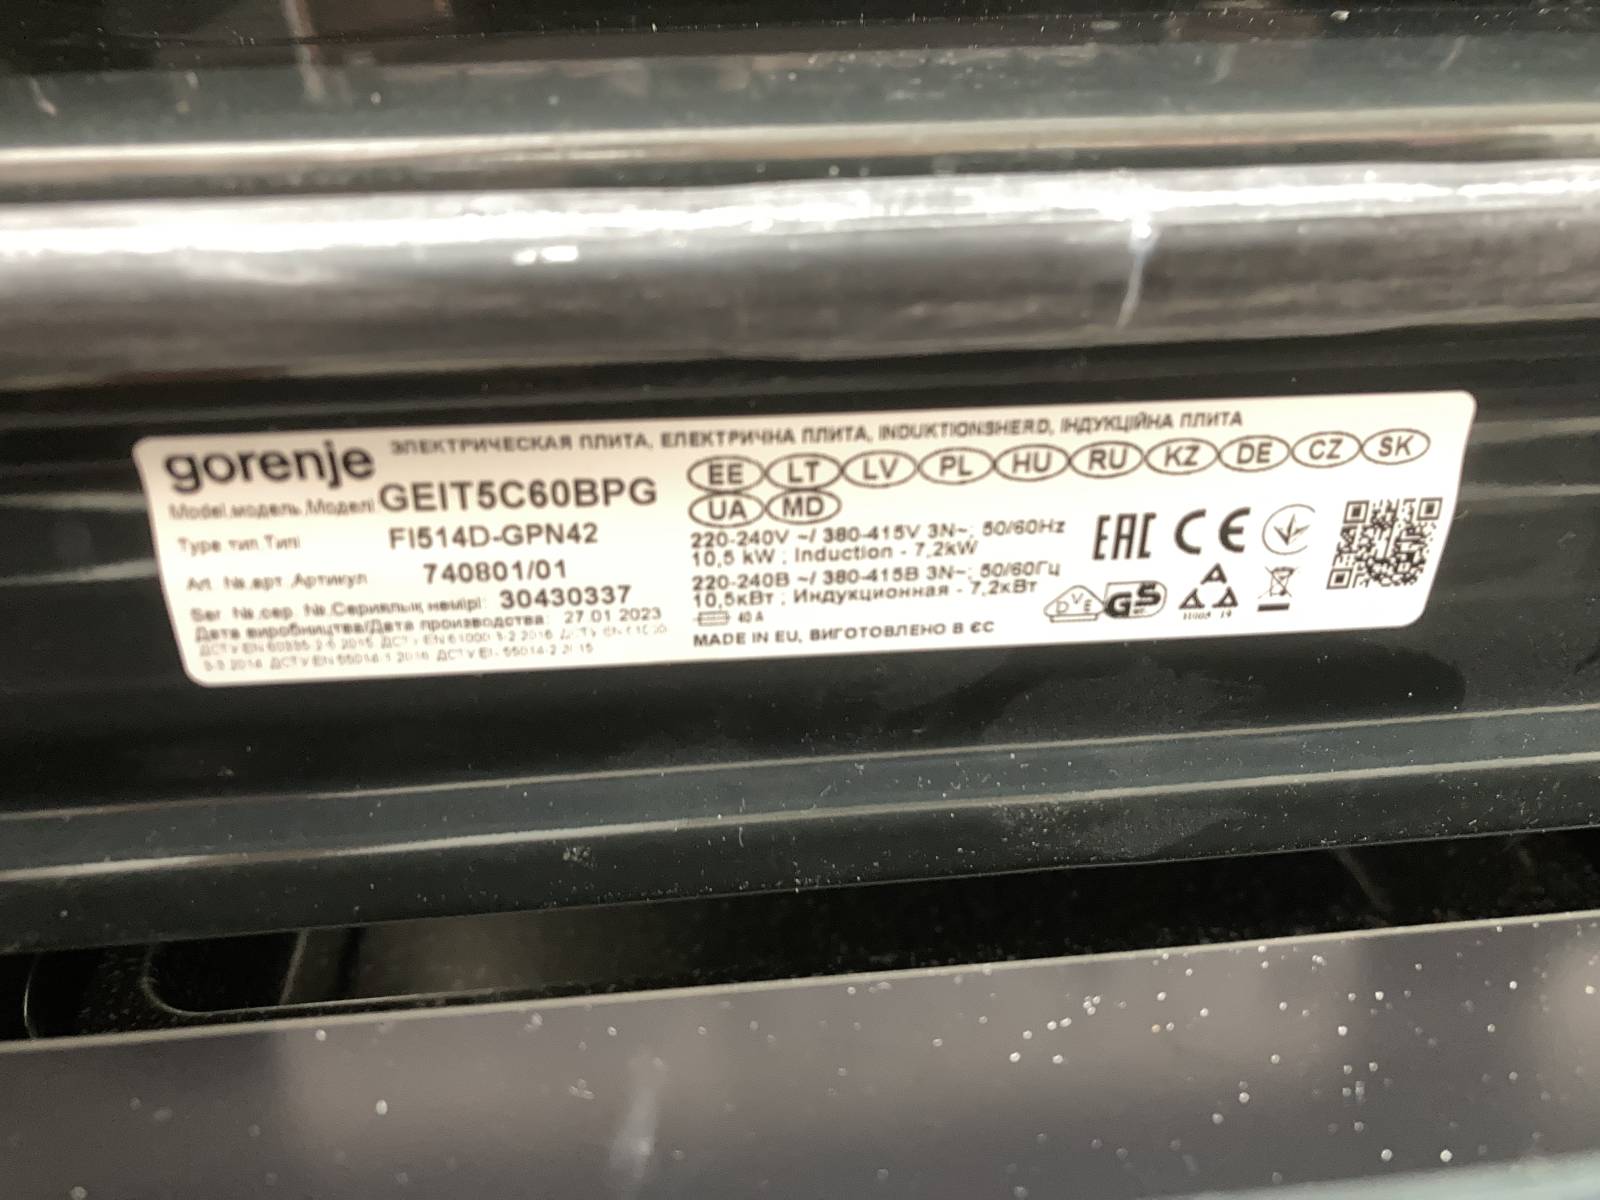 gorenje
ЭЛЕКТРИЧЕСКАЯ ПЛИТА, ЕЛЕКТРИЧНА ПЛИТА, INDUKTIONSHERD, ІНДУКЦІЙНА ПЛИТА
Model.модель.Моделі GEIT5C60BPG
EE LT LV PL HU RU KZ DE CZ SK
UA MD
Type тип Типі FI514D-GPN42
Art. №.арт. Артикул 740801/01
Ser №.сер. №.Сериялық нөмірі: 30430337
Дата виробництва/Дата производства: 27 01 2023
220-240V ~/ 380-415V 3N~; 50/60Hz
10,5 kW ; Induction - 7,2kW
220-240В ~/ 380-415В 3N~; 50/60Гц
10,5кВт ; Индукционная - 7,2кВт
40 A
MADE IN EU, ВИГОТОВЛЕНО В ЄС
EAC CE
DVE GS